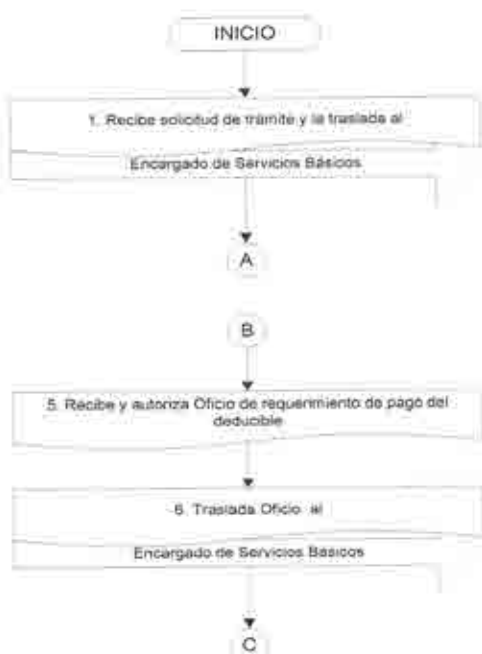 INICIO
1. Recibe solicitud de trámite y la traslada al
Encargado de Servicios Básicos
A
B
5. Recibe y autoriza Oficio de requerimiento de pago del
deducible
6. Traslada Oficio al
Encargado de Servicios Básicos
C